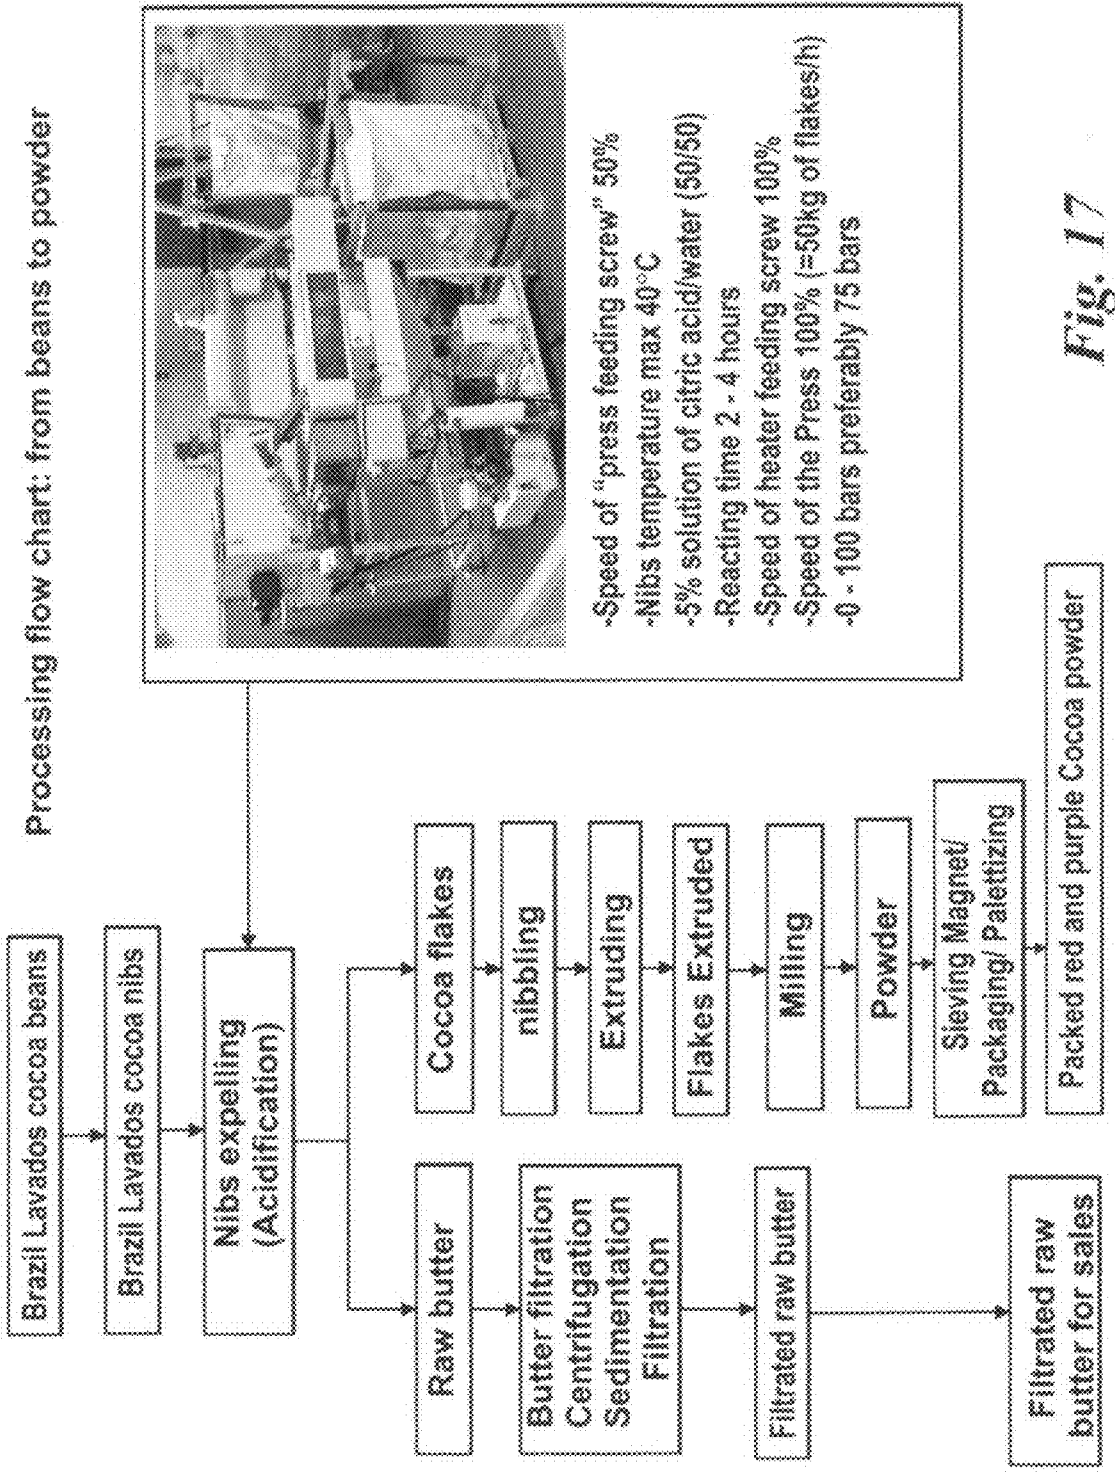 Processing flow chart: from beans to powder
Brazil Lavados cocoa beans
Brazil Lavados cocoa nibs
Nibs expelling
(Acidification)
-Speed of “press feeding screw” 50%
-Nibs temperature max 40°C
-5% solution of citric acid/water (50/50)
-Reacting time 2 - 4 hours
-Speed of heater feeding screw 100%
-Speed of the Press 100% (=50kg of flakes/h)
-0 - 100 bars preferably 75 bars
Raw butter
Butter filtration
Centrifugation
Sedimentation
Filtration
Filtrated raw butter
Filtrated raw
butter for sales
Cocoa flakes
nibbling
Extruding
Flakes Extruded
Milling
Powder
Sieving Magnet/
Packaging/ Palettizing
Packed red and purple Cocoa powder
Fig. 17